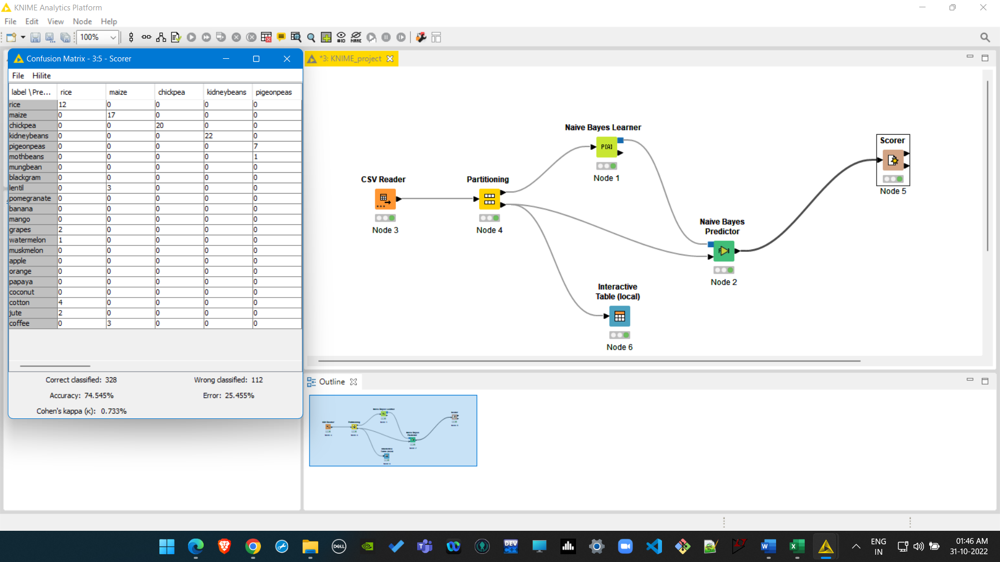 KNIME Analytics Platform
File Edit View Node Help
100%
#ID
NAME
Confusion Matrix - 3:5 - Scorer
File Hilite
label \Pre... rice maize chickpea kidneybeans pigeonpeas
rice 12 0 0 0 0
maize 0 17 0 0 0
chickpea 0 0 20 0 0
kidneybeans 0 0 0 22 0
pigeonpeas 0 0 0 0 7
mothbeans 0 0 0 0 1
mungbean 0 0 0 0 0
blackgram 0 0 0 0 0
lentil 0 3 0 0 0
pomegranate 0 0 0 0 0
banana 0 0 0 0 0
mango 0 0 0 0 0
grapes 2 0 0 0 0
watermelon 1 0 0 0 0
muskmelon 0 0 0 0 0
apple 0 0 0 0 0
orange 0 0 0 0 0
papaya 0 0 0 0 0
coconut 0 0 0 0 0
cotton 4 0 0 0 0
jute 2 0 0 0 0
coffee 0 3 0 0 0
Correct classified: 328 Wrong classified: 112
Accuracy: 74.545% Error: 25.455%
Cohen's kappa (κ): 0.733%
*3: KNIME_project
Naive Bayes Learner
P[A]
Node 1
CSV Reader
Node 3
Partitioning
Node 4
Scorer
Node 5
Naive Bayes
Predictor
Node 2
Interactive
Table (local)
Node 6
Outline
DELL
DEV
C++
ENG
IN
01:46 AM
31-10-2022